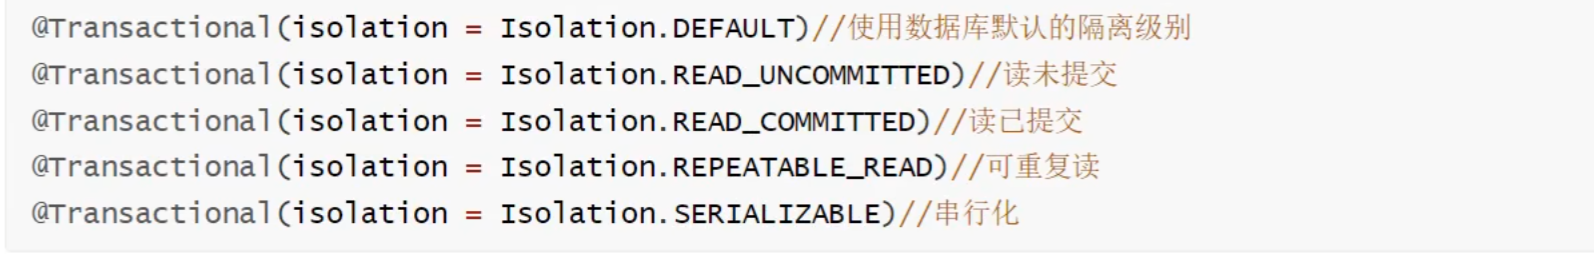 @Transactional(isolation = Isolation.DEFAULT)//使用数据库默认的隔离级别
@Transactional(isolation = Isolation.READ_UNCOMMITTED)//读未提交
@Transactional(isolation = Isolation.READ_COMMITTED)//读已提交
@Transactional(isolation = Isolation.REPEATABLE_READ)//可重复读
@Transactional(isolation = Isolation.SERIALIZABLE)//串行化